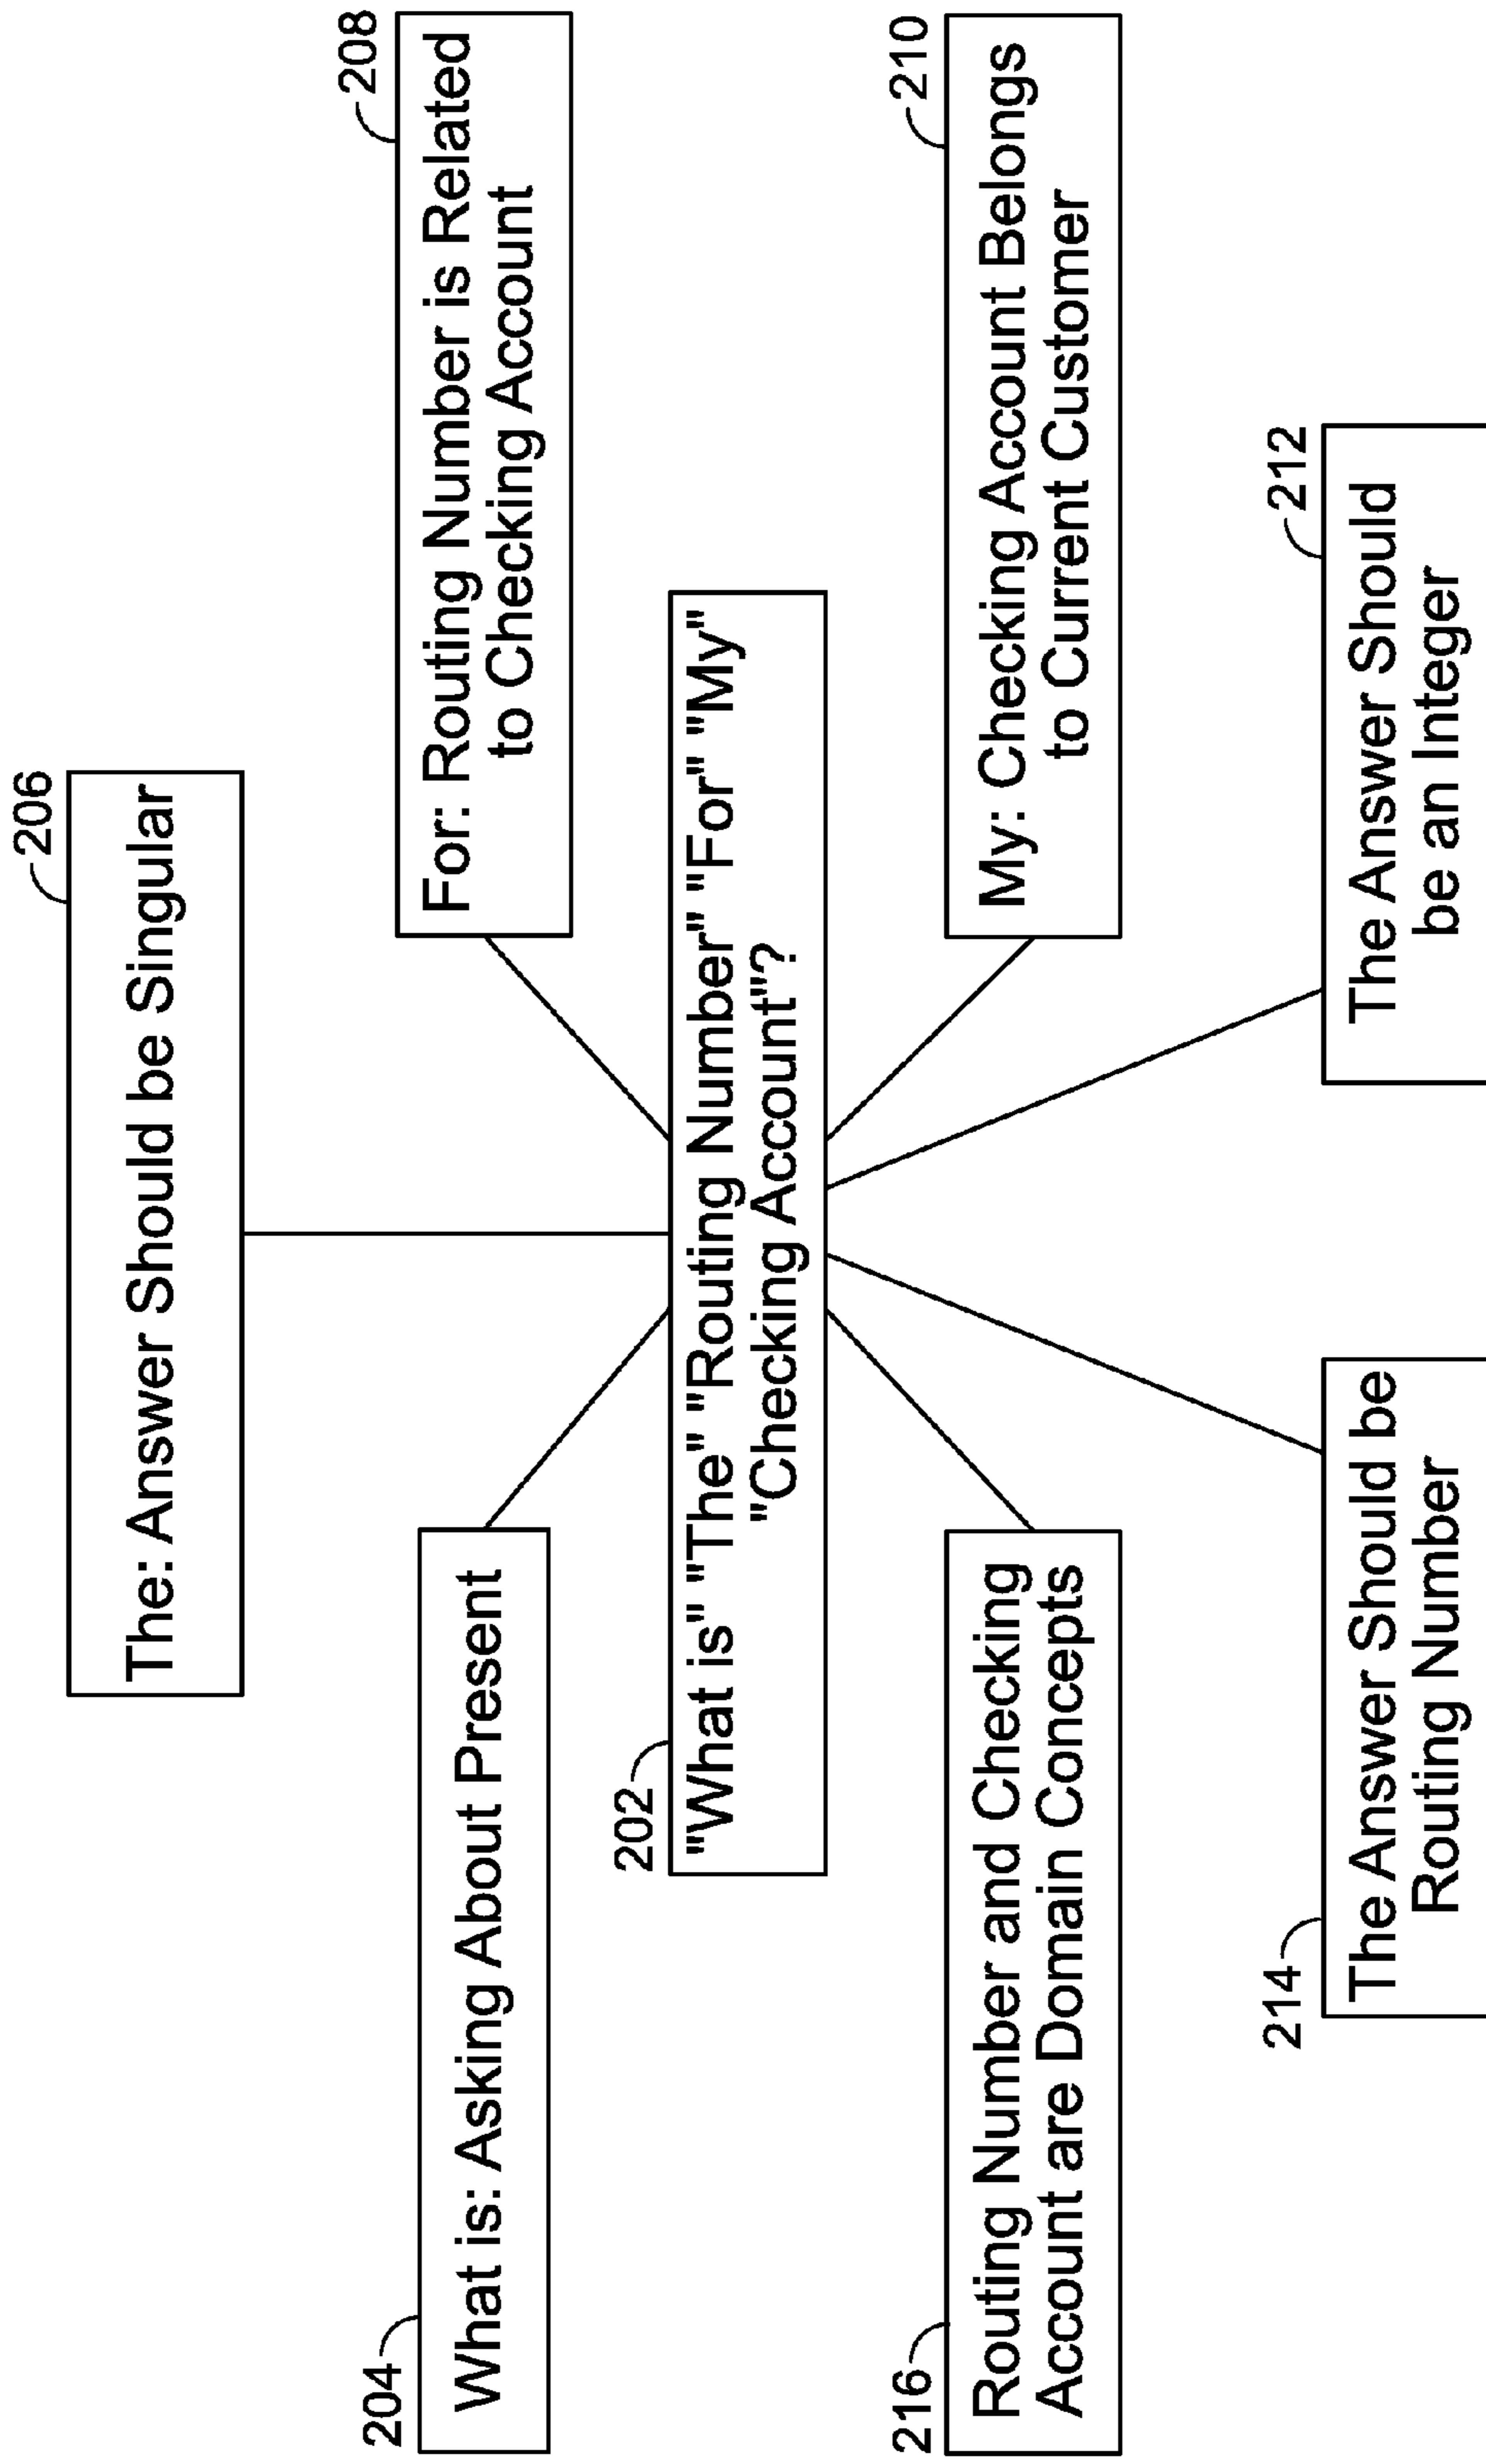 206
The: Answer Should be Singular
204
What is: Asking About Present
208
For: Routing Number is Related
to Checking Account
202
"What is" "The" "Routing Number" "For" "My"
"Checking Account"?
216
Routing Number and Checking
Account are Domain Concepts
210
My: Checking Account Belongs
to Current Customer
214
The Answer Should be
Routing Number
212
The Answer Should
be an Integer